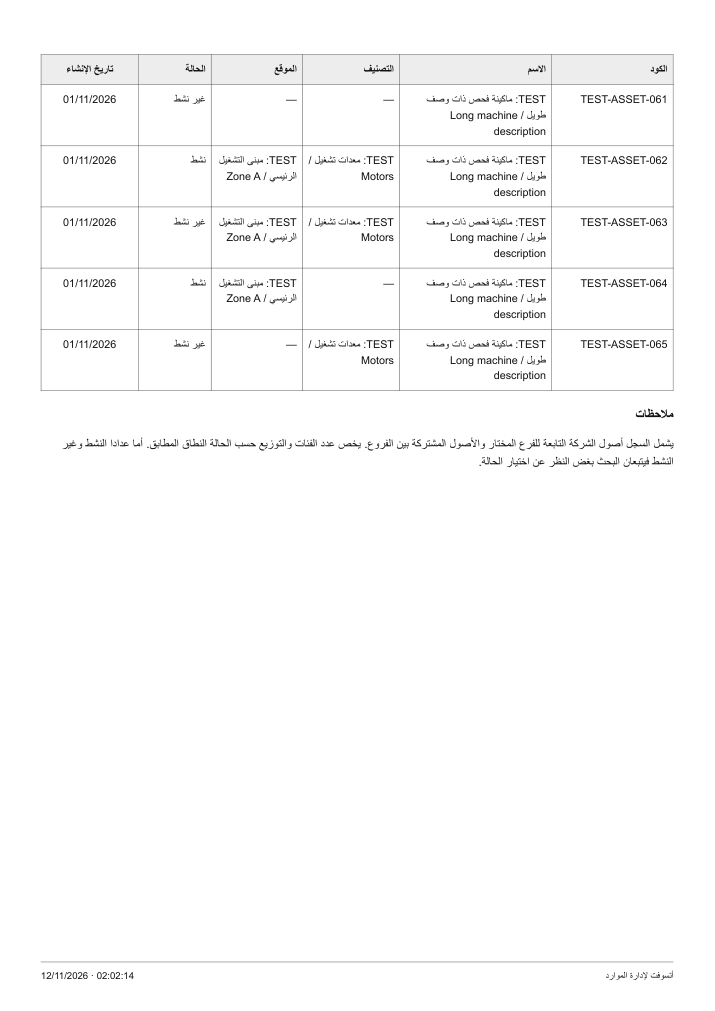 الكود الاسم التصنيف الموقع الحالة تاريخ الإنشاء
TEST-ASSET-061 TEST: ماكينة فحص ذات وصف — — غير نشط 01/11/2026
طويل / Long machine
description
TEST-ASSET-062 TEST: ماكينة فحص ذات وصف TEST: معدات تشغيل / TEST: مبنى التشغيل نشط 01/11/2026
طويل / Long machine Motors الرئيسي / Zone A
description
TEST-ASSET-063 TEST: ماكينة فحص ذات وصف TEST: معدات تشغيل / TEST: مبنى التشغيل غير نشط 01/11/2026
طويل / Long machine Motors الرئيسي / Zone A
description
TEST-ASSET-064 TEST: ماكينة فحص ذات وصف — TEST: مبنى التشغيل نشط 01/11/2026
طويل / Long machine الرئيسي / Zone A
description
TEST-ASSET-065 TEST: ماكينة فحص ذات وصف TEST: معدات تشغيل / — غير نشط 01/11/2026
طويل / Long machine Motors
description
ملاحظات
يشمل السجل أصول الشركة التابعة للفرع المختار والأصول المشتركة بين الفروع. يخص عدد الفئات والتوزيع حسب الحالة النطاق المطابق. أما عدادا النشط وغير
النشط فيتبعان البحث بغض النظر عن اختيار الحالة.
أتسوفت لإدارة الموارد 12/11/2026 · 02:02:14